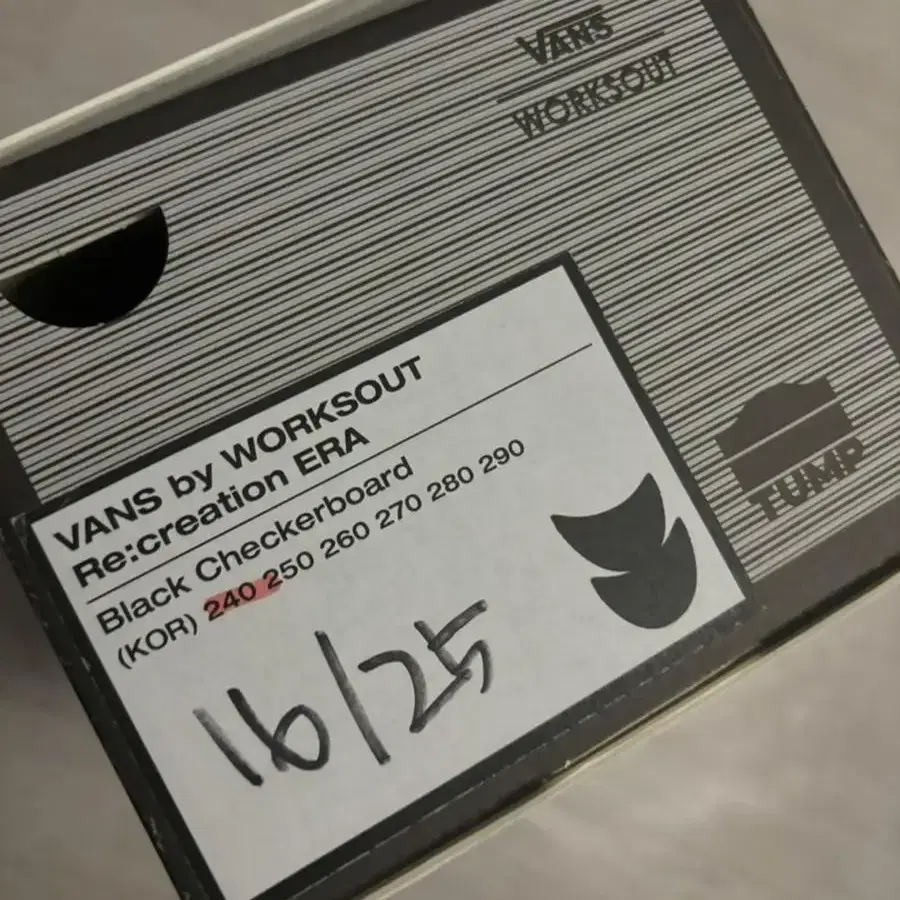 VANS
WORKSOUT
VANS by WORKSOUT
Re:creation ERA
Black Checkerboard
(KOR) 240 250 260 270 280 290
16/25
TUMP